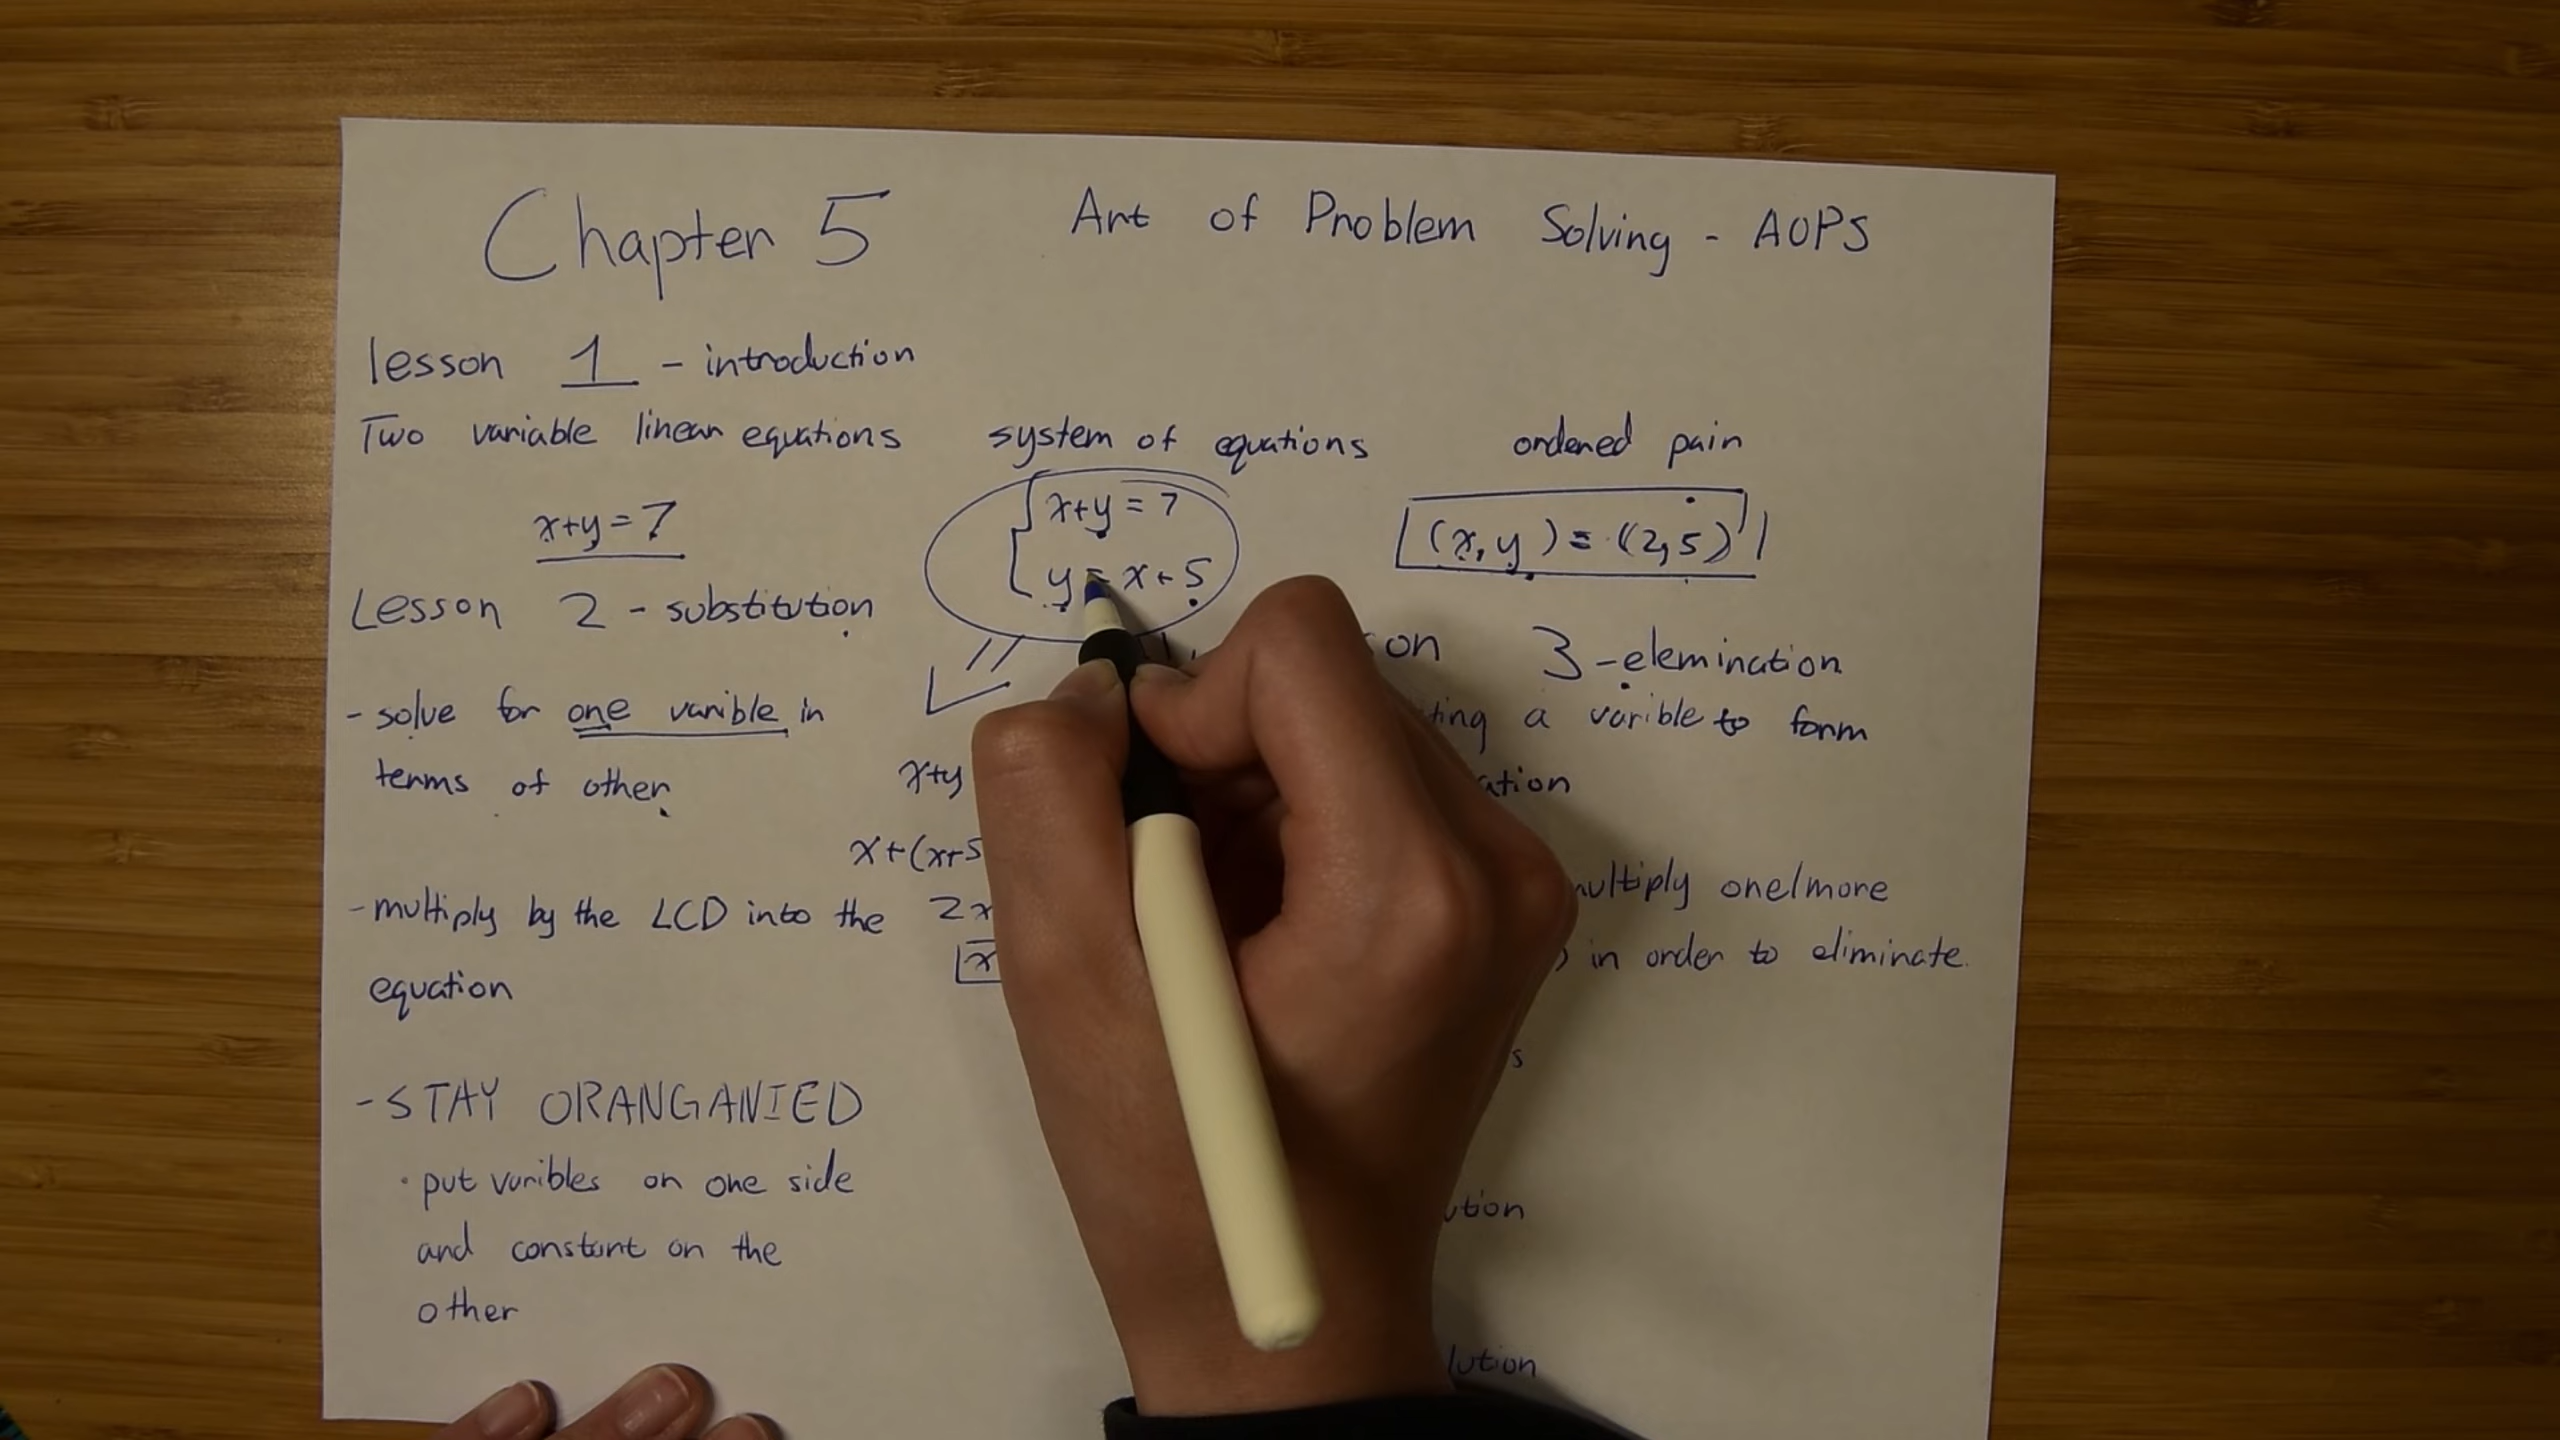 Chapter 5
Art of Problem Solving - AOPS
lesson 1 - introduction
Two variable linear equations
system of equations
ordered pair
x+y=7
x+y=7
y=x+5
(x,y)=(2,5)
Lesson 2 - substitution
3 - elemination
- solve for one varible in
terms of other.
a varible to form
x+y
x+(x+5
- multiply by the LCD into the
equation
2x
x
one/more
in order to eliminate.
- STAY ORANGANIED
· put varibles on one side
and constant on the
other